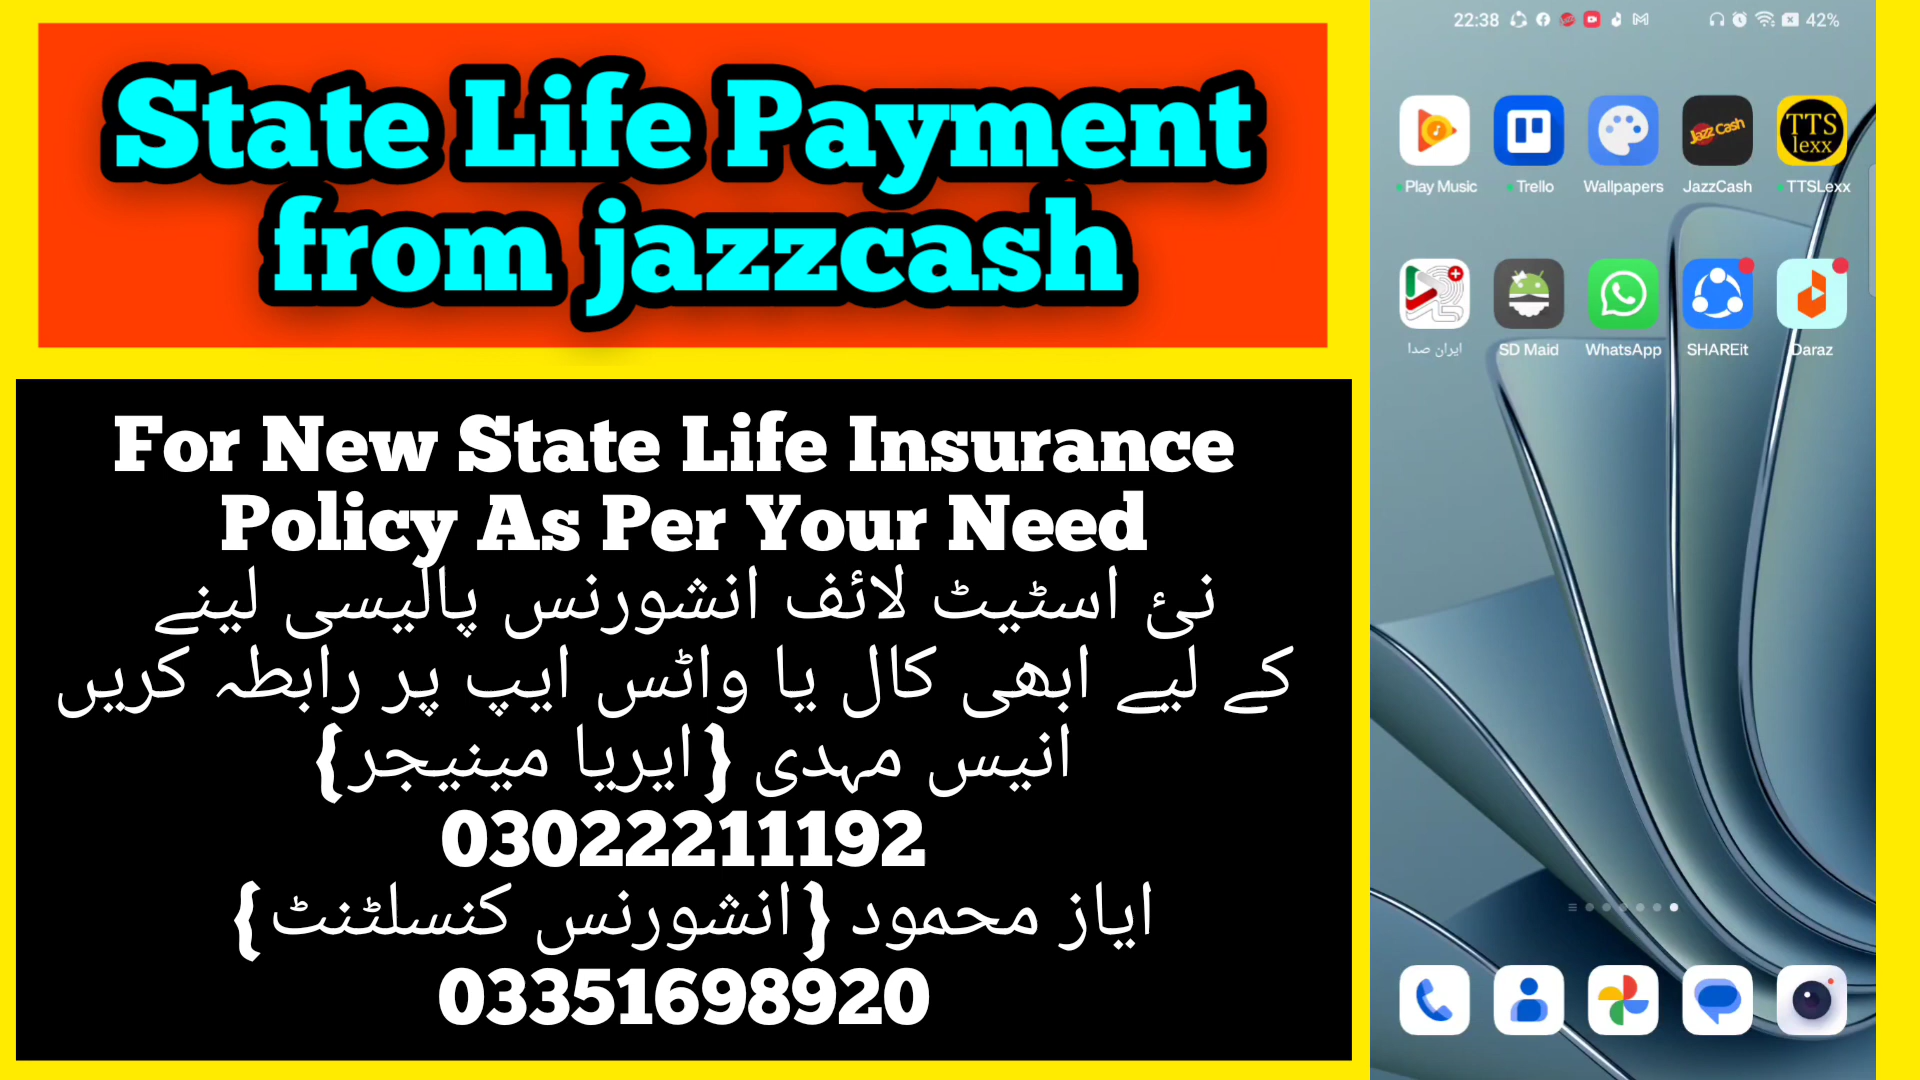 State Life Payment
from jazzcash
For New State Life Insurance
Policy As Per Your Need
نئ اسٹیٹ لائف انشورنس پالیسی لینے
کے لیے ابھی کال یا واٹس ایپ پر رابطہ کریں
انیس مہدی {ایریا مینیجر}
03022211192
ایاز محمود {انشورنس کنسلٹنٹ}
03351698920
22:38 42%
Jazz Cash TTS lexx
Play Music Trello Wallpapers JazzCash TTSLexx
ایران صدا SD Maid WhatsApp SHAREit Daraz